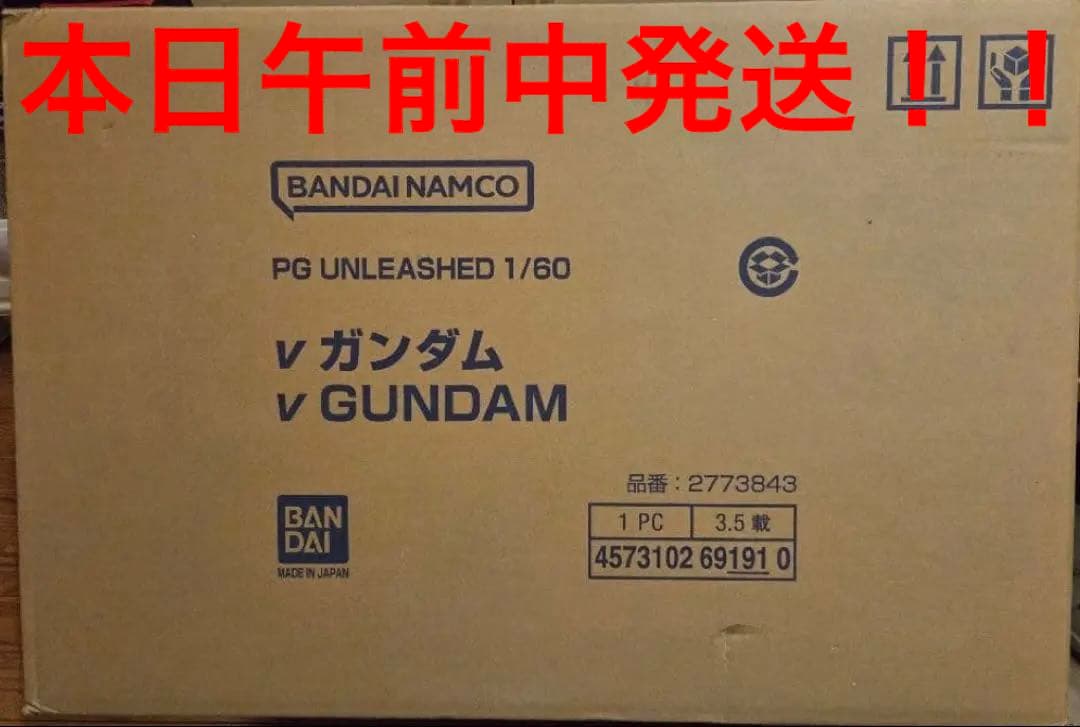 本日午前中発送！！
BANDAI NAMCO
PG UNLEASHED 1/60
ν ガンダム
ν GUNDAM
品番：2773843
1 PC 3.5 載
4573102 69191 0
BAN
DAI
MADE IN JAPAN